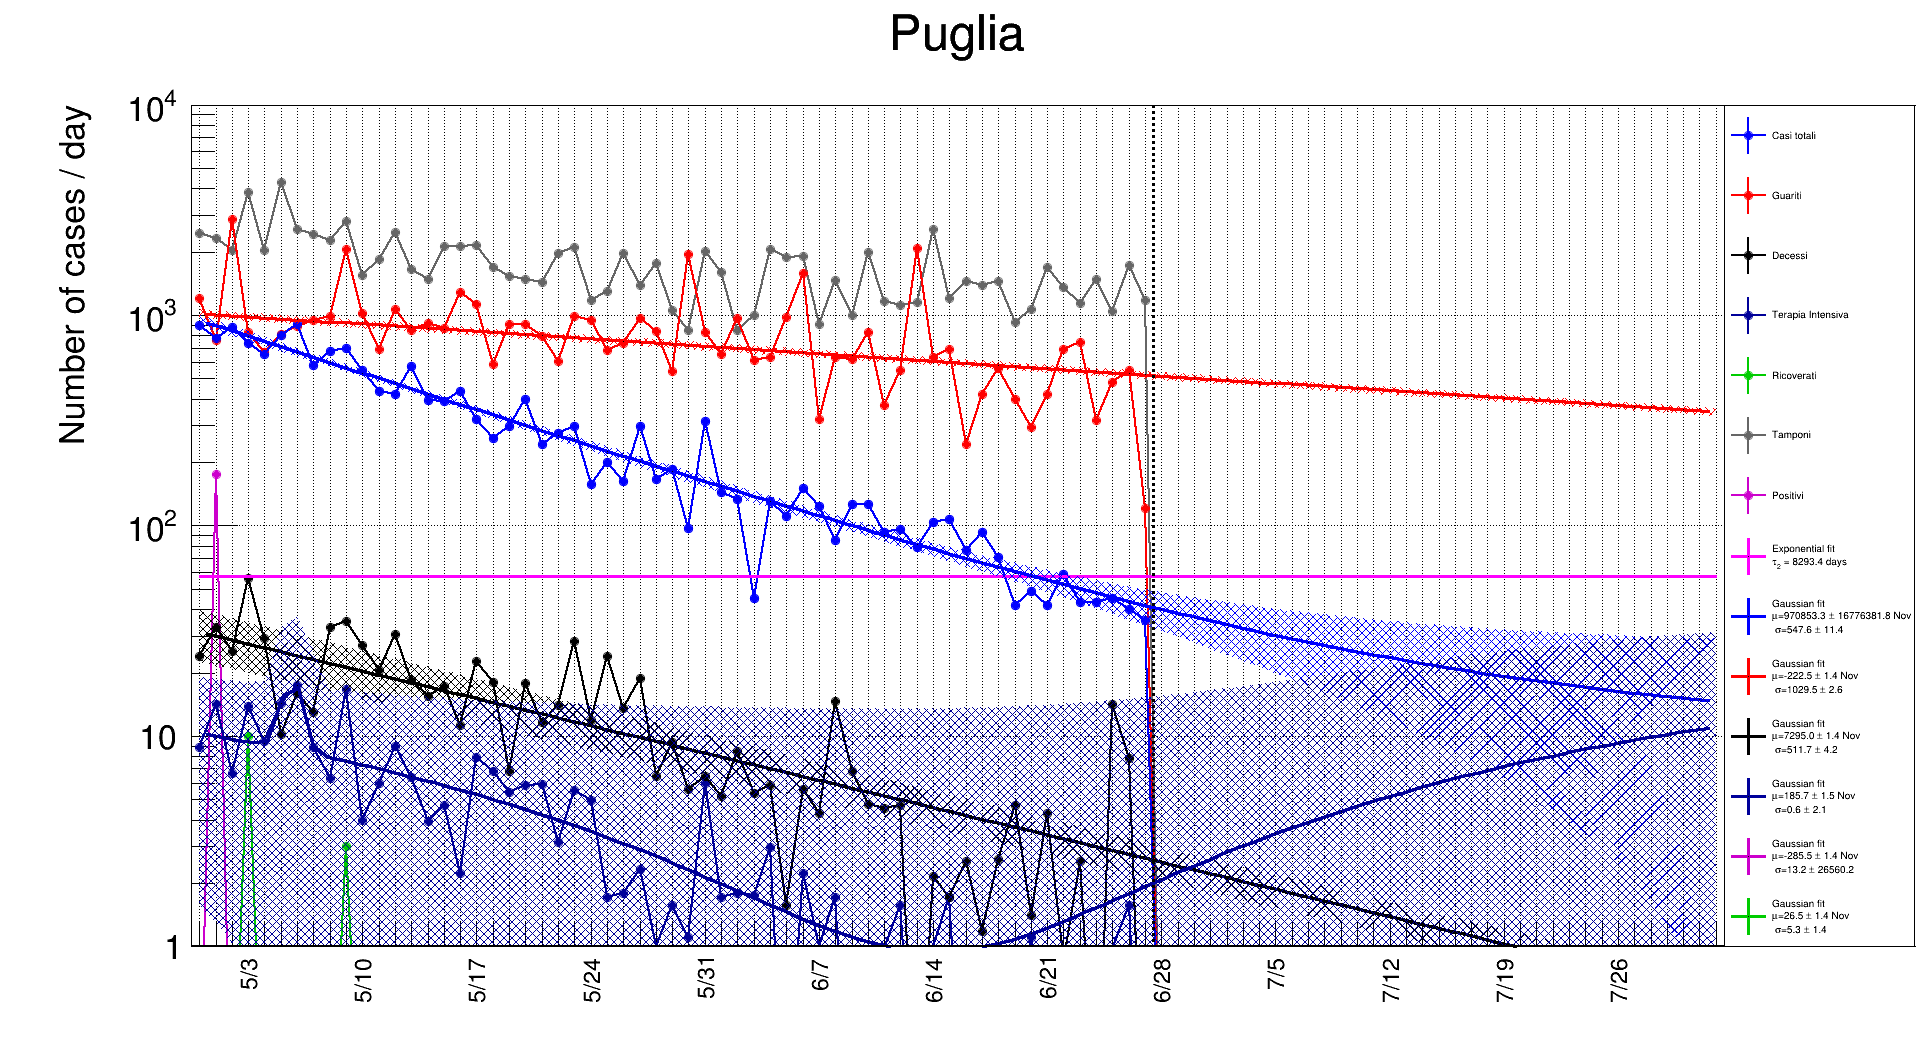 Puglia
Number of cases / day
10^4
10^3
10^2
10
1
5/3
5/10
5/17
5/24
5/31
6/7
6/14
6/21
6/28
7/5
7/12
7/19
7/26
Casi totali
Guariti
Decessi
Terapia Intensiva
Ricoverati
Tamponi
Positivi
Exponential fit
τ₂ = 8293.4 days
Gaussian fit
μ=970853.3 ± 16776381.8 Nov
σ=547.6 ± 11.4
Gaussian fit
μ=-222.5 ± 1.4 Nov
σ=1029.5 ± 2.6
Gaussian fit
μ=7295.0 ± 1.4 Nov
σ=511.7 ± 4.2
Gaussian fit
μ=185.7 ± 1.5 Nov
σ=0.6 ± 2.1
Gaussian fit
μ=-285.5 ± 1.4 Nov
σ=13.2 ± 26560.2
Gaussian fit
μ=26.5 ± 1.4 Nov
σ=5.3 ± 1.4